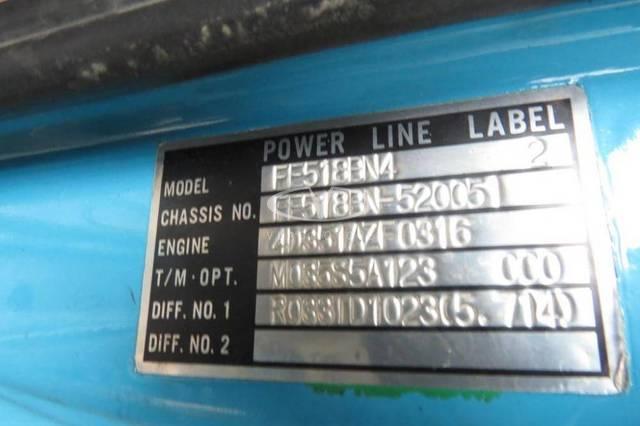 POWER LINE LABEL
MODEL FE518BN4 2
CHASSIS NO. FE518BN-520051
ENGINE
T/M·OPT. M035S5A123 000
DIFF. NO. 1 R033TD1023(5.714)
DIFF. NO. 2